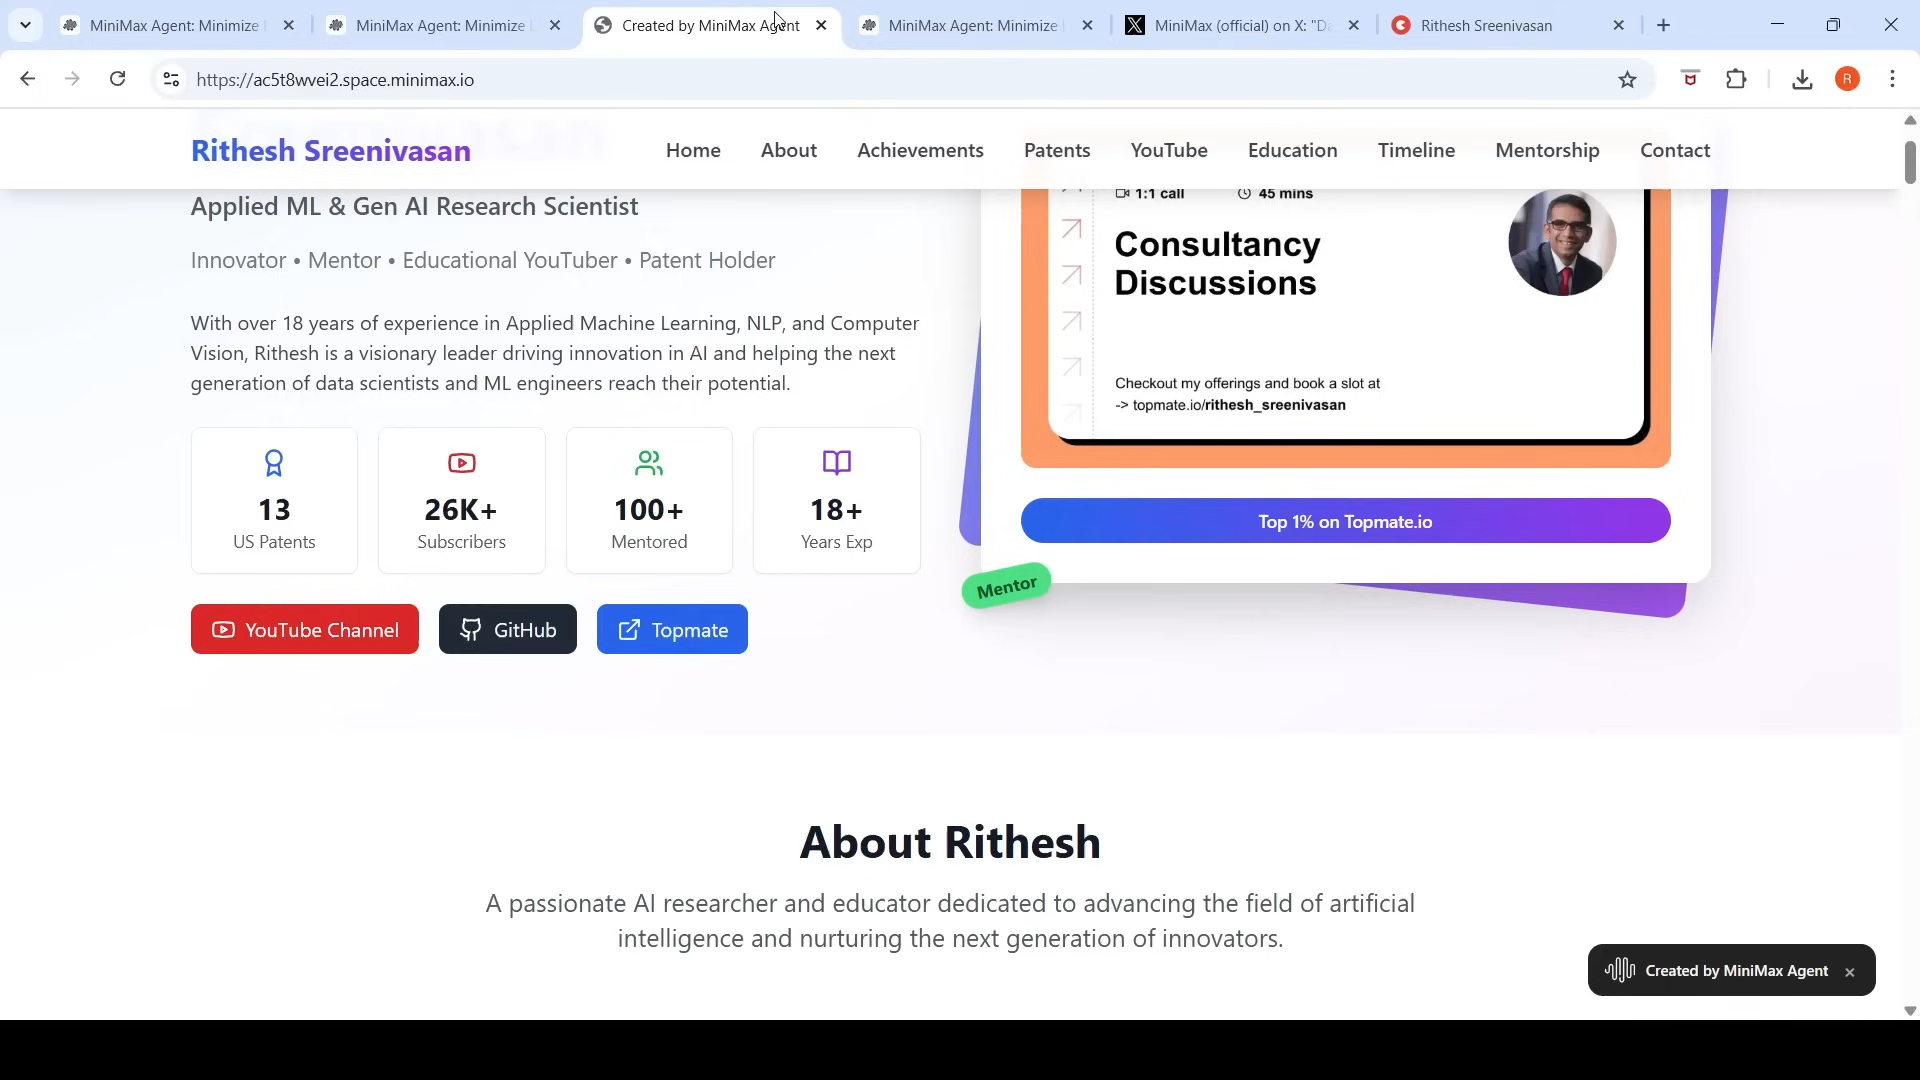 MiniMax Agent: Minimize
MiniMax Agent: Minimize
Created by MiniMax Agent
MiniMax Agent: Minimize
MiniMax (official) on X: "Da
Rithesh Sreenivasan
https://ac5t8wvei2.space.minimax.io
R
Rithesh Sreenivasan
Home
About
Achievements
Patents
YouTube
Education
Timeline
Mentorship
Contact
Applied ML & Gen AI Research Scientist
Innovator • Mentor • Educational YouTuber • Patent Holder
With over 18 years of experience in Applied Machine Learning, NLP, and Computer
Vision, Rithesh is a visionary leader driving innovation in AI and helping the next
generation of data scientists and ML engineers reach their potential.
13
US Patents
26K+
Subscribers
100+
Mentored
18+
Years Exp
YouTube Channel
GitHub
Topmate
1:1 call
45 mins
Consultancy
Discussions
Checkout my offerings and book a slot at
-> topmate.io/rithesh_sreenivasan
Top 1% on Topmate.io
Mentor
About Rithesh
A passionate AI researcher and educator dedicated to advancing the field of artificial
intelligence and nurturing the next generation of innovators.
Created by MiniMax Agent